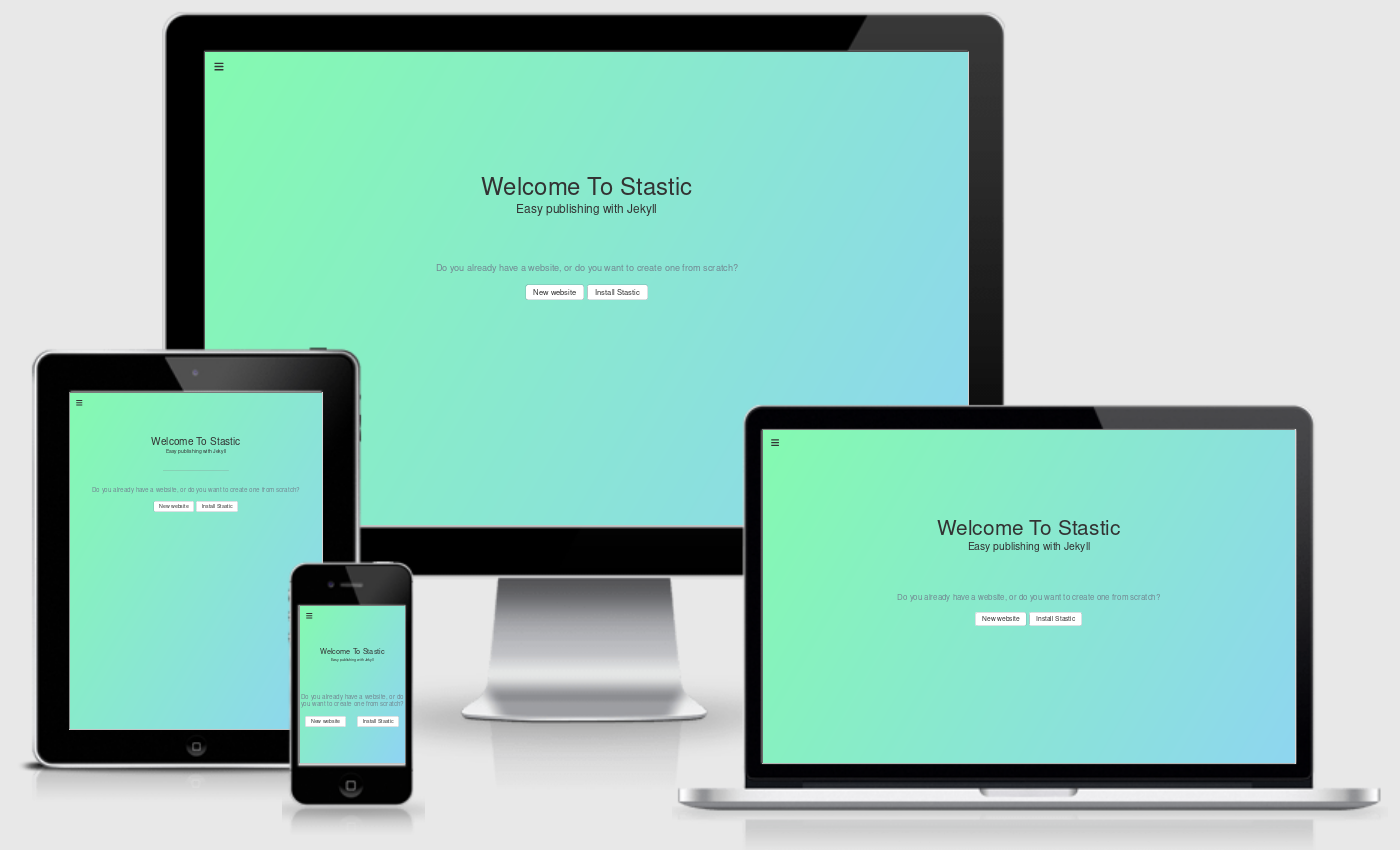 Welcome To Stastic
Easy publishing with Jekyll
Do you already have a website, or do you want to create one from scratch?
New website Install Stastic
Welcome To Stastic
Easy publishing with Jekyll
Do you already have a website, or do you want to create one from scratch?
New website Install Stastic
Welcome To Stastic
Easy publishing with Jekyll
Do you already have a website, or do
you want to create one from scratch?
New website Install Stastic
Welcome To Stastic
Easy publishing with Jekyll
Do you already have a website, or do you want to create one from scratch?
New website Install Stastic